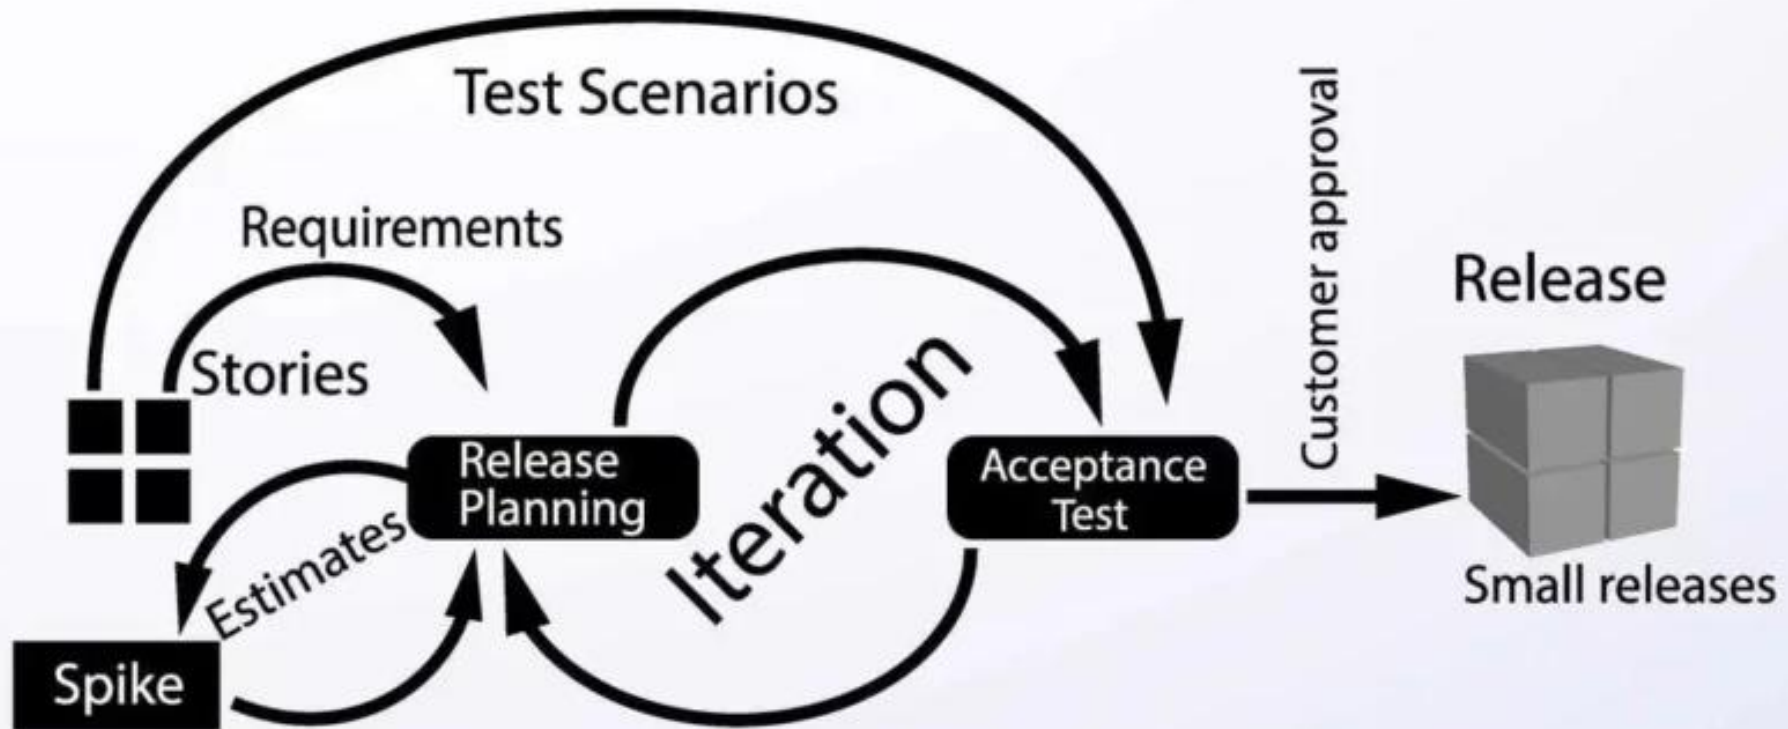 Test Scenarios
Customer approval
Requirements
Release
Stories
Iteration
Release
Planning
Acceptance
Test
Estimates
Small releases
Spike